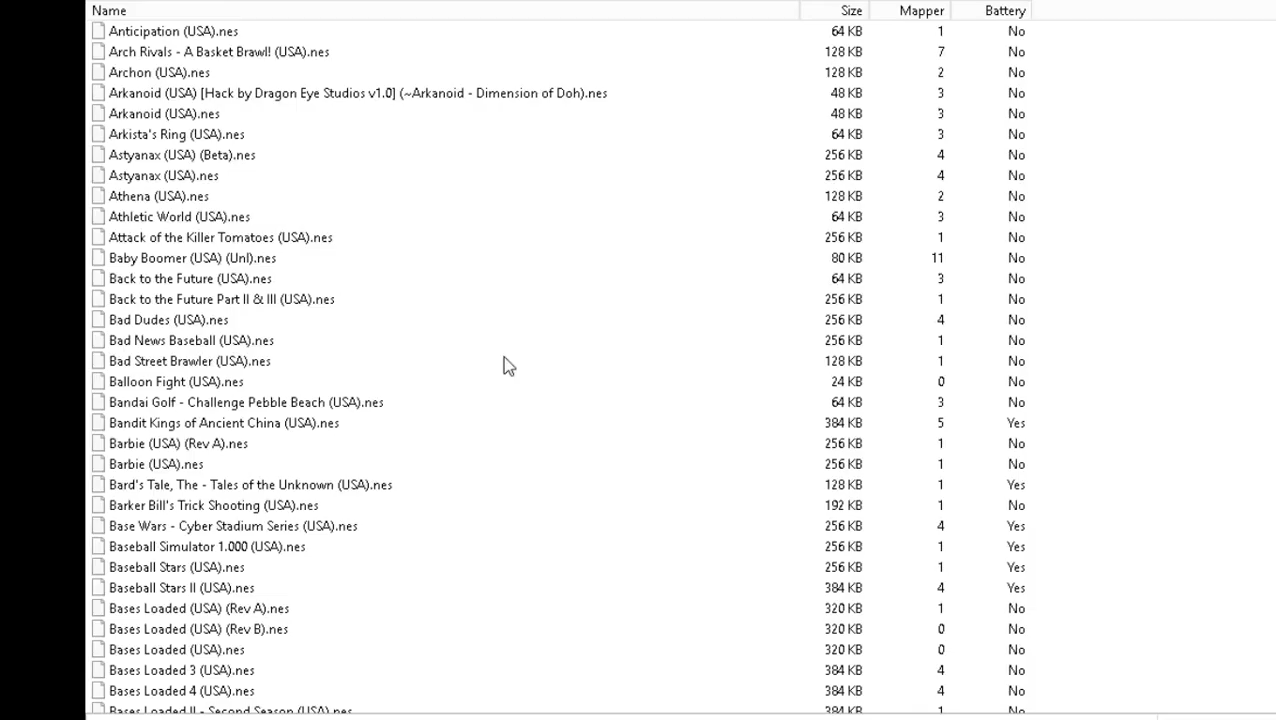 Name Size Mapper Battery
Anticipation (USA).nes 64 KB 1 No
Arch Rivals - A Basket Brawl! (USA).nes 128 KB 7 No
Archon (USA).nes 128 KB 2 No
Arkanoid (USA) [Hack by Dragon Eye Studios v1.0] (~Arkanoid - Dimension of Doh).nes 48 KB 3 No
Arkanoid (USA).nes 48 KB 3 No
Arkista's Ring (USA).nes 64 KB 3 No
Astyanax (USA) (Beta).nes 256 KB 4 No
Astyanax (USA).nes 256 KB 4 No
Athena (USA).nes 128 KB 2 No
Athletic World (USA).nes 64 KB 3 No
Attack of the Killer Tomatoes (USA).nes 256 KB 1 No
Baby Boomer (USA) (Unl).nes 80 KB 11 No
Back to the Future (USA).nes 64 KB 3 No
Back to the Future Part II & III (USA).nes 256 KB 1 No
Bad Dudes (USA).nes 256 KB 4 No
Bad News Baseball (USA).nes 256 KB 1 No
Bad Street Brawler (USA).nes 128 KB 1 No
Balloon Fight (USA).nes 24 KB 0 No
Bandai Golf - Challenge Pebble Beach (USA).nes 64 KB 3 No
Bandit Kings of Ancient China (USA).nes 384 KB 5 Yes
Barbie (USA) (Rev A).nes 256 KB 1 No
Barbie (USA).nes 256 KB 1 No
Bard's Tale, The - Tales of the Unknown (USA).nes 128 KB 1 Yes
Barker Bill's Trick Shooting (USA).nes 192 KB 1 No
Base Wars - Cyber Stadium Series (USA).nes 256 KB 4 Yes
Baseball Simulator 1.000 (USA).nes 256 KB 1 Yes
Baseball Stars (USA).nes 256 KB 1 Yes
Baseball Stars II (USA).nes 384 KB 4 Yes
Bases Loaded (USA) (Rev A).nes 320 KB 1 No
Bases Loaded (USA) (Rev B).nes 320 KB 0 No
Bases Loaded (USA).nes 320 KB 0 No
Bases Loaded 3 (USA).nes 384 KB 4 No
Bases Loaded 4 (USA).nes 384 KB 4 No
Bases Loaded II - Second Season (USA).nes 384 KB 1 No